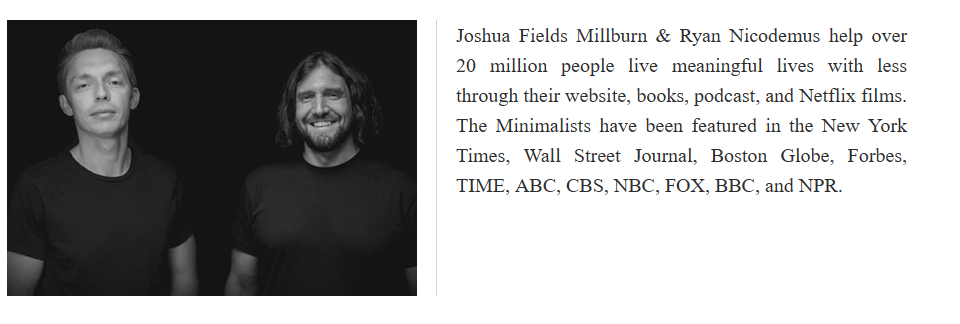 Joshua Fields Millburn & Ryan Nicodemus help over
20 million people live meaningful lives with less
through their website, books, podcast, and Netflix films.
The Minimalists have been featured in the New York
Times, Wall Street Journal, Boston Globe, Forbes,
TIME, ABC, CBS, NBC, FOX, BBC, and NPR.